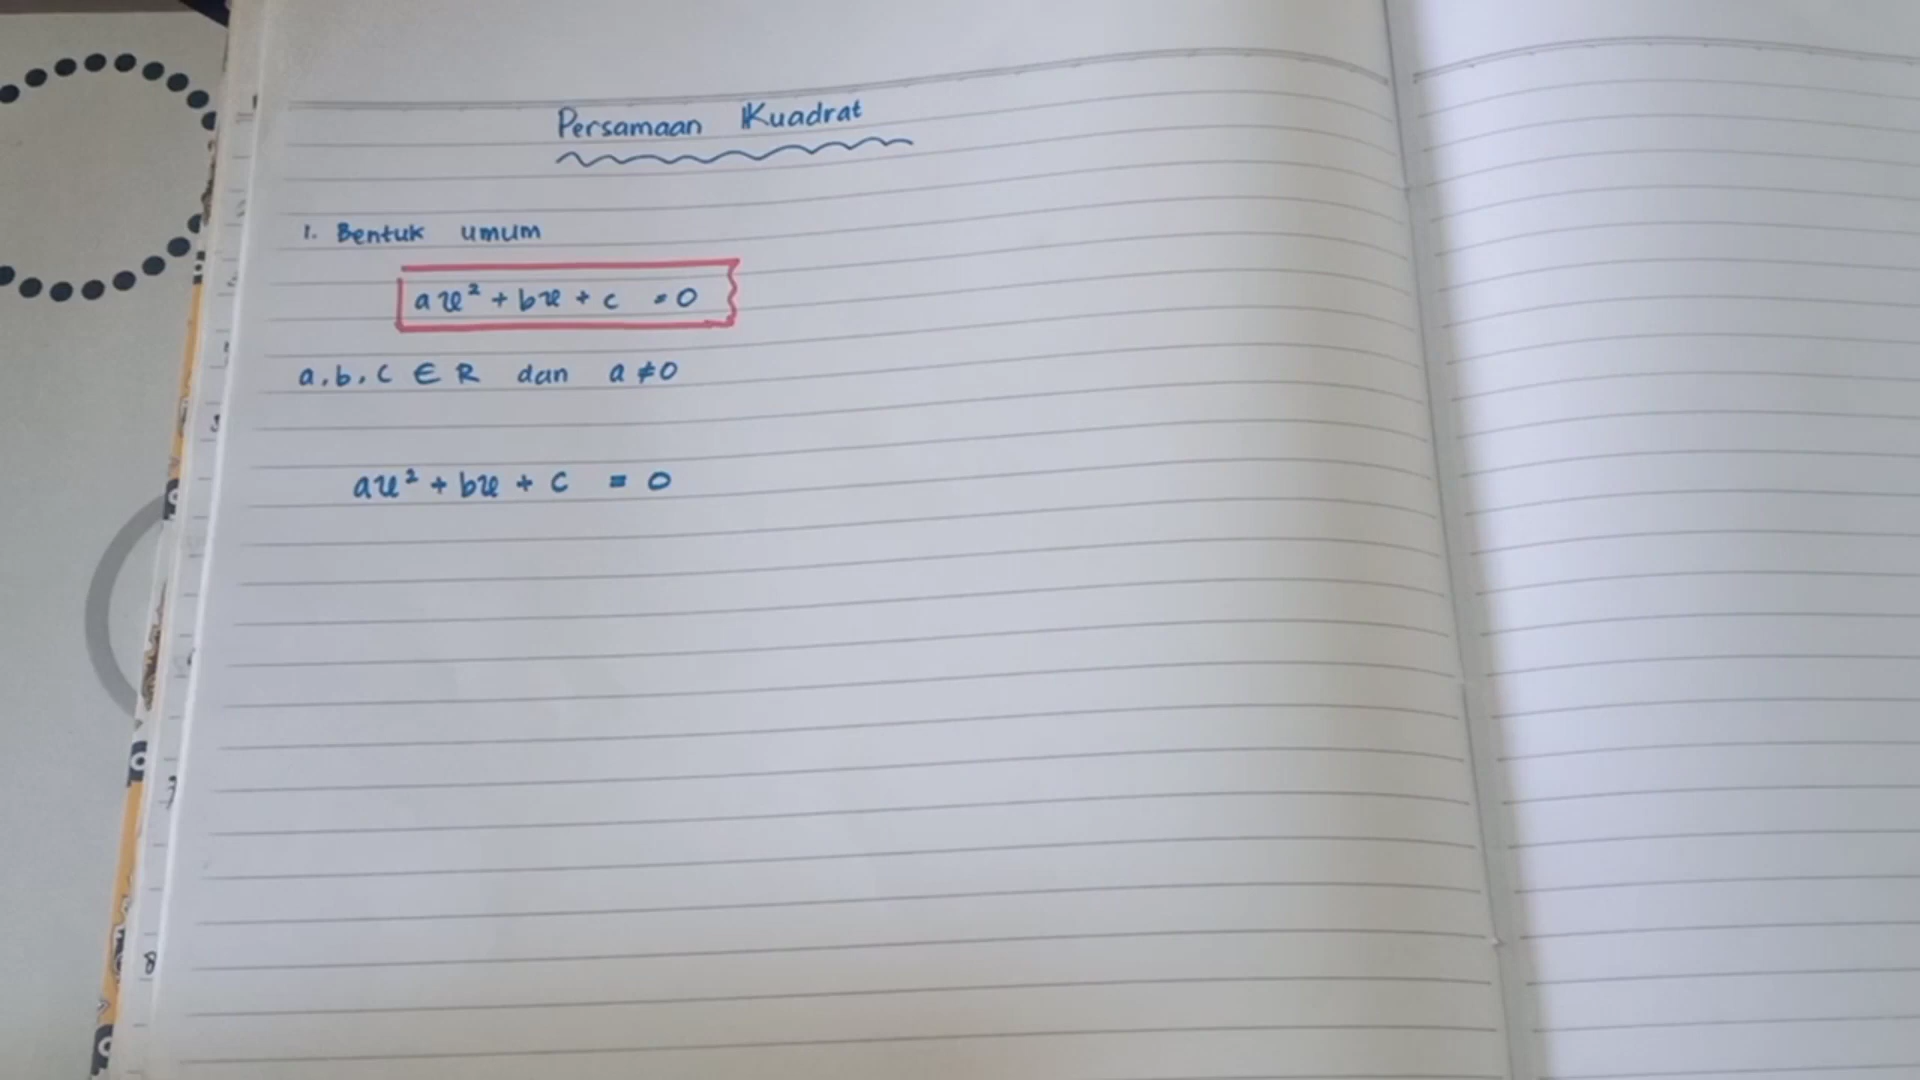 Persamaan Kuadrat
1. Bentuk umum
ax² + bx + c = 0
a, b, c ∈ R dan a ≠ 0
ax² + bx + c = 0